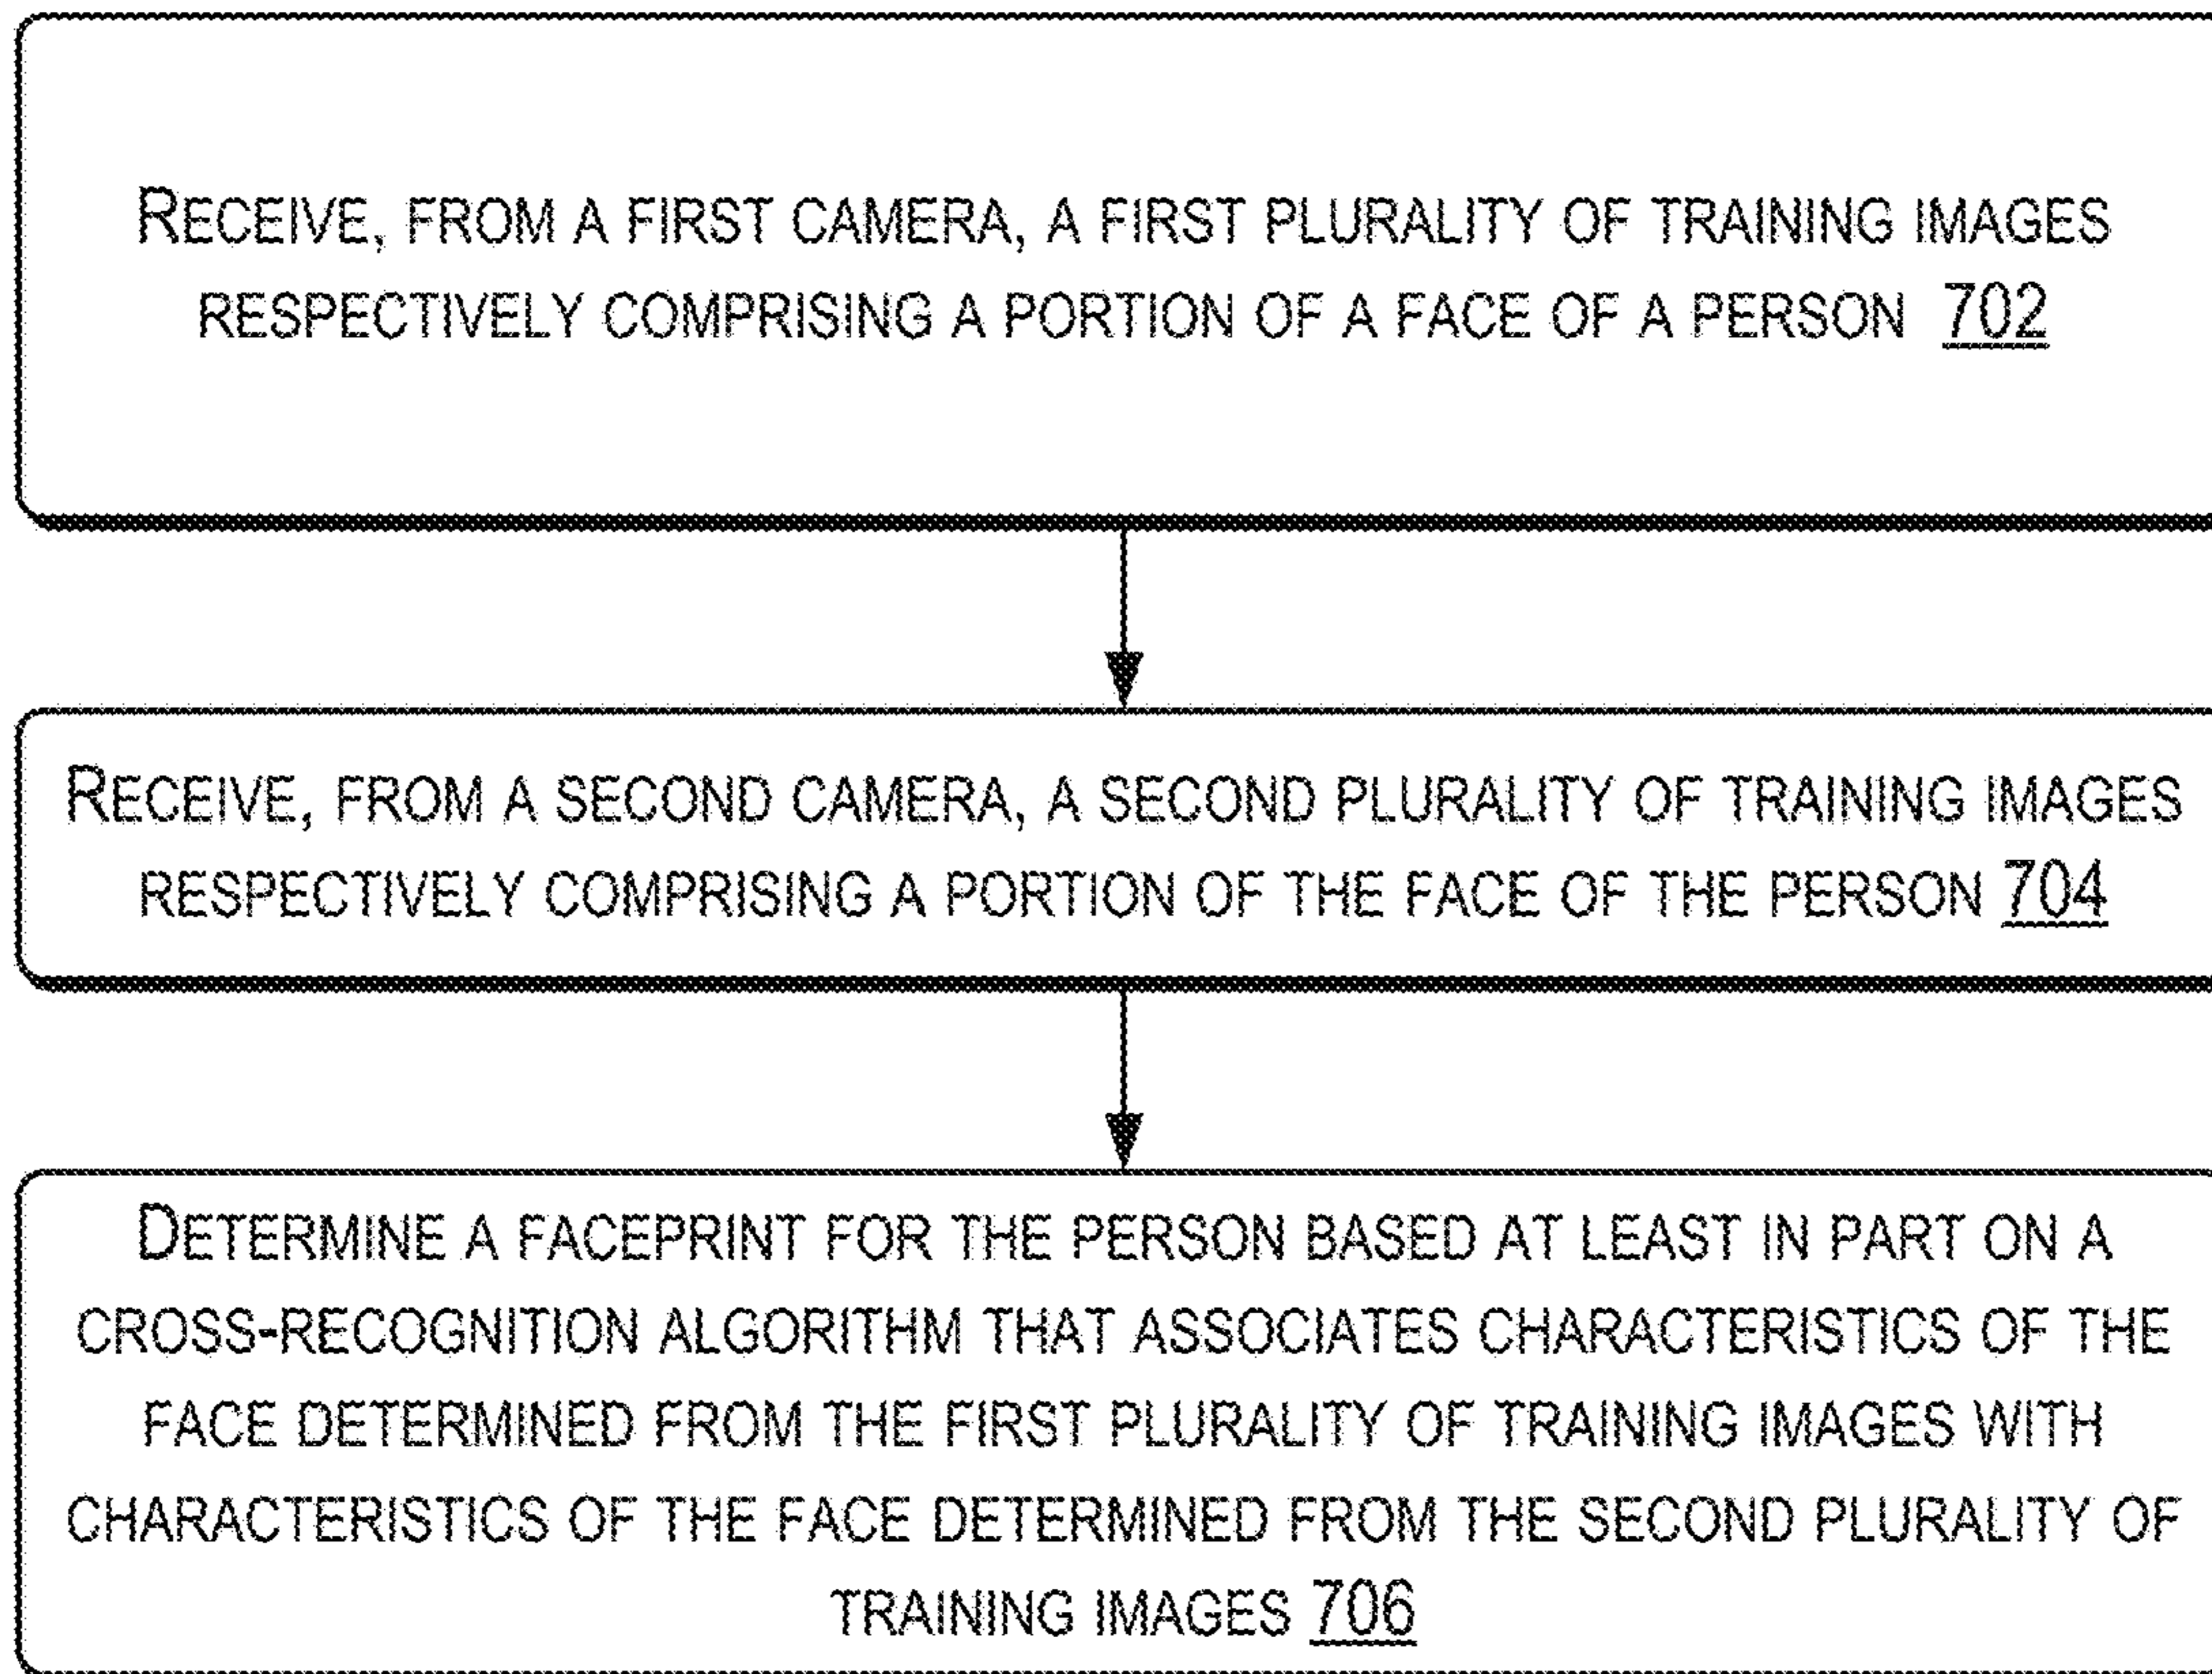 RECEIVE, FROM A FIRST CAMERA, A FIRST PLURALITY OF TRAINING IMAGES
RESPECTIVELY COMPRISING A PORTION OF A FACE OF A PERSON 702
RECEIVE, FROM A SECOND CAMERA, A SECOND PLURALITY OF TRAINING IMAGES
RESPECTIVELY COMPRISING A PORTION OF THE FACE OF THE PERSON 704
DETERMINE A FACEPRINT FOR THE PERSON BASED AT LEAST IN PART ON A
CROSS-RECOGNITION ALGORITHM THAT ASSOCIATES CHARACTERISTICS OF THE
FACE DETERMINED FROM THE FIRST PLURALITY OF TRAINING IMAGES WITH
CHARACTERISTICS OF THE FACE DETERMINED FROM THE SECOND PLURALITY OF
TRAINING IMAGES 706